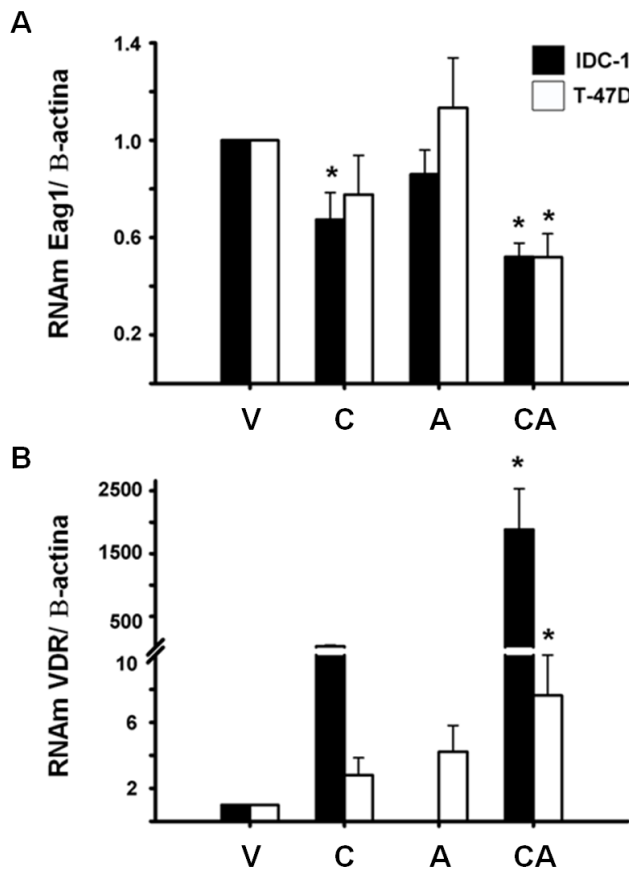 A
RNAm Eag1/ B-actina
1.4
1.0
0.6
0.2
IDC-1
T-47D
*
* *
V C A CA
B
RNAm VDR/ B-actina
2500
1500
500
10
6
2
*
*
V C A CA